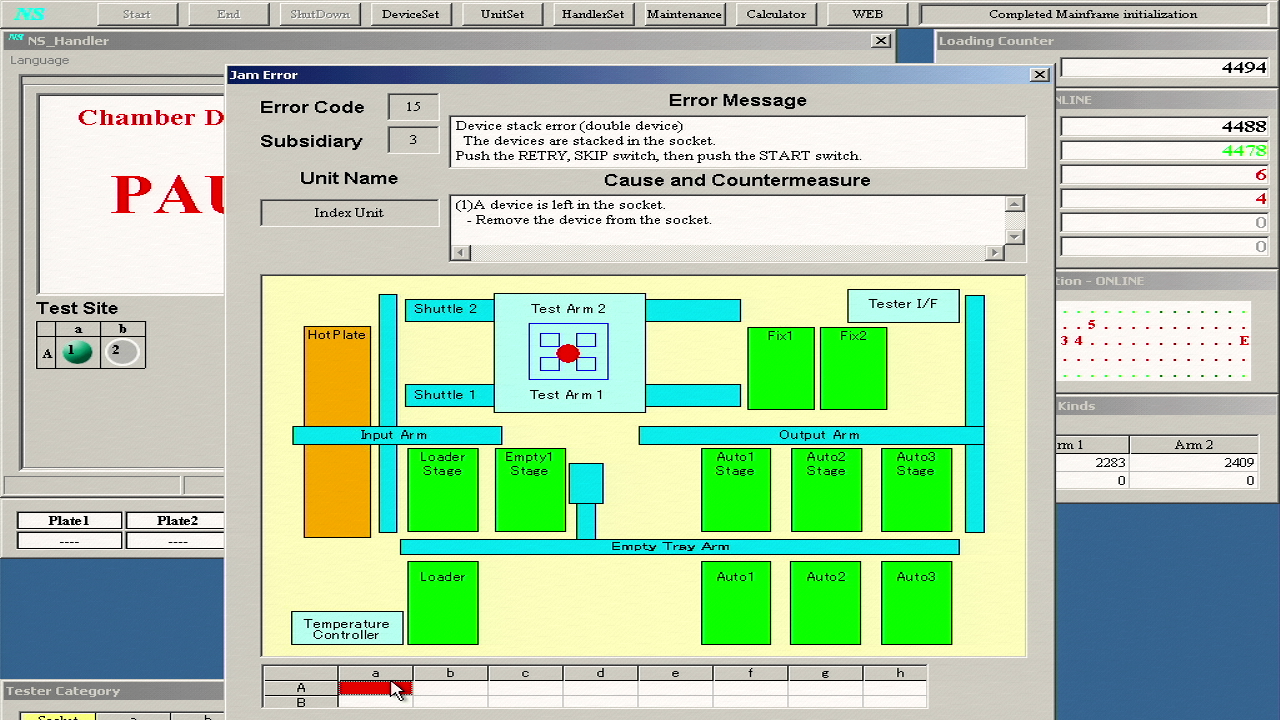 NS Start End ShutDown DeviceSet UnitSet HandlerSet Maintenance Calculator WEB Completed Mainframe initialization
NS NS_Handler
Language
Chamber D
PAU
Test Site
a b
A 1 2
Plate1 Plate2
---- ----
Tester Category
Socket a b
Jam Error
Error Code 15
Subsidiary 3
Unit Name
Index Unit
Error Message
Device stack error (double device)
The devices are stacked in the socket.
Push the RETRY, SKIP switch, then push the START switch.
Cause and Countermeasure
(1)A device is left in the socket.
- Remove the device from the socket.
Shuttle 2 Test Arm 2 Tester I/F
HotPlate Fix1 Fix2
Shuttle 1 Test Arm 1
Input Arm Output Arm
Loader Stage Empty1 Stage Auto1 Stage Auto2 Stage Auto3 Stage
Empty Tray Arm
Loader Auto1 Auto2 Auto3
Temperature
Controller
a b c d e f g h
A
B
Loading Counter
4494
NLINE
4488
4478
6
4
0
0
tion - ONLINE
5
3 4 E
Kinds
rm 1 Arm 2
2283 2409
0 0